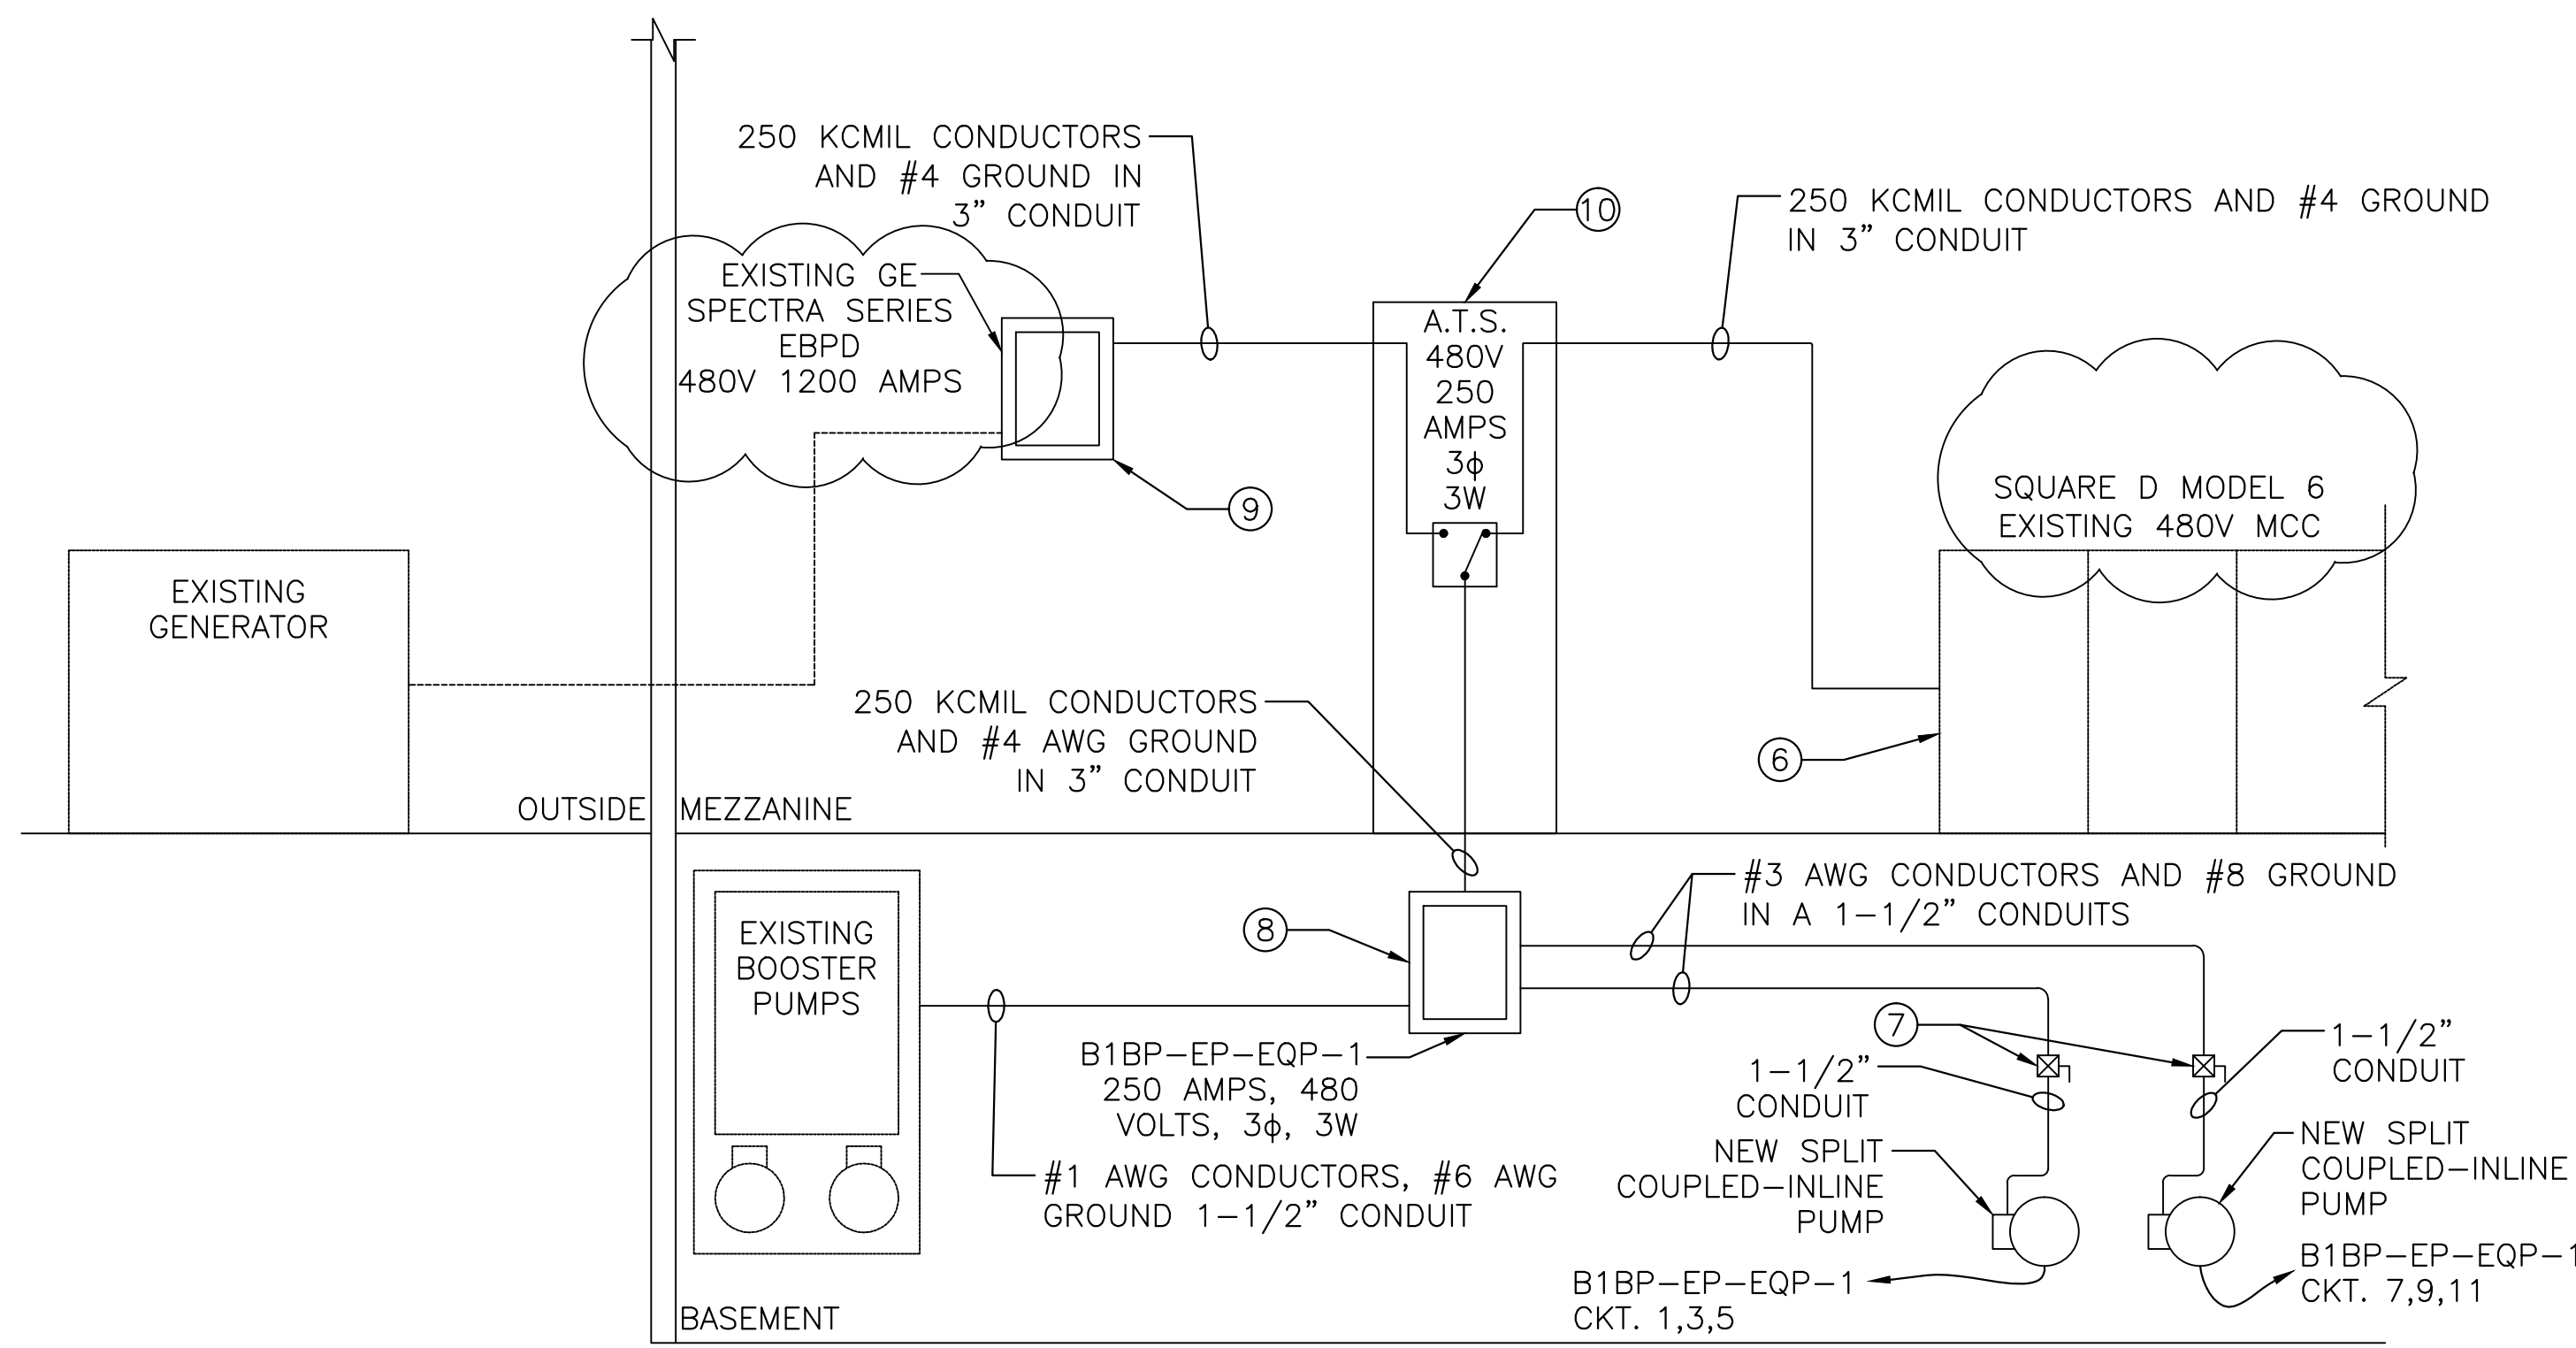 250 KCMIL CONDUCTORS
AND #4 GROUND IN
3” CONDUIT
10
250 KCMIL CONDUCTORS AND #4 GROUND
IN 3” CONDUIT
EXISTING GE
SPECTRA SERIES
EBPD
480V 1200 AMPS
A.T.S.
480V
250
AMPS
3ϕ
3W
9
SQUARE D MODEL 6
EXISTING 480V MCC
EXISTING
GENERATOR
250 KCMIL CONDUCTORS
AND #4 AWG GROUND
IN 3” CONDUIT
6
OUTSIDE
MEZZANINE
#3 AWG CONDUCTORS AND #8 GROUND
IN A 1-1/2” CONDUITS
8
EXISTING
BOOSTER
PUMPS
B1BP-EP-EQP-1
250 AMPS, 480
VOLTS, 3ϕ, 3W
7
1-1/2”
CONDUIT
1-1/2”
CONDUIT
#1 AWG CONDUCTORS, #6 AWG
GROUND 1-1/2” CONDUIT
NEW SPLIT
COUPLED-INLINE
PUMP
NEW SPLIT
COUPLED-INLINE
PUMP
B1BP-EP-EQP-1
CKT. 1,3,5
B1BP-EP-EQP-1
CKT. 7,9,11
BASEMENT